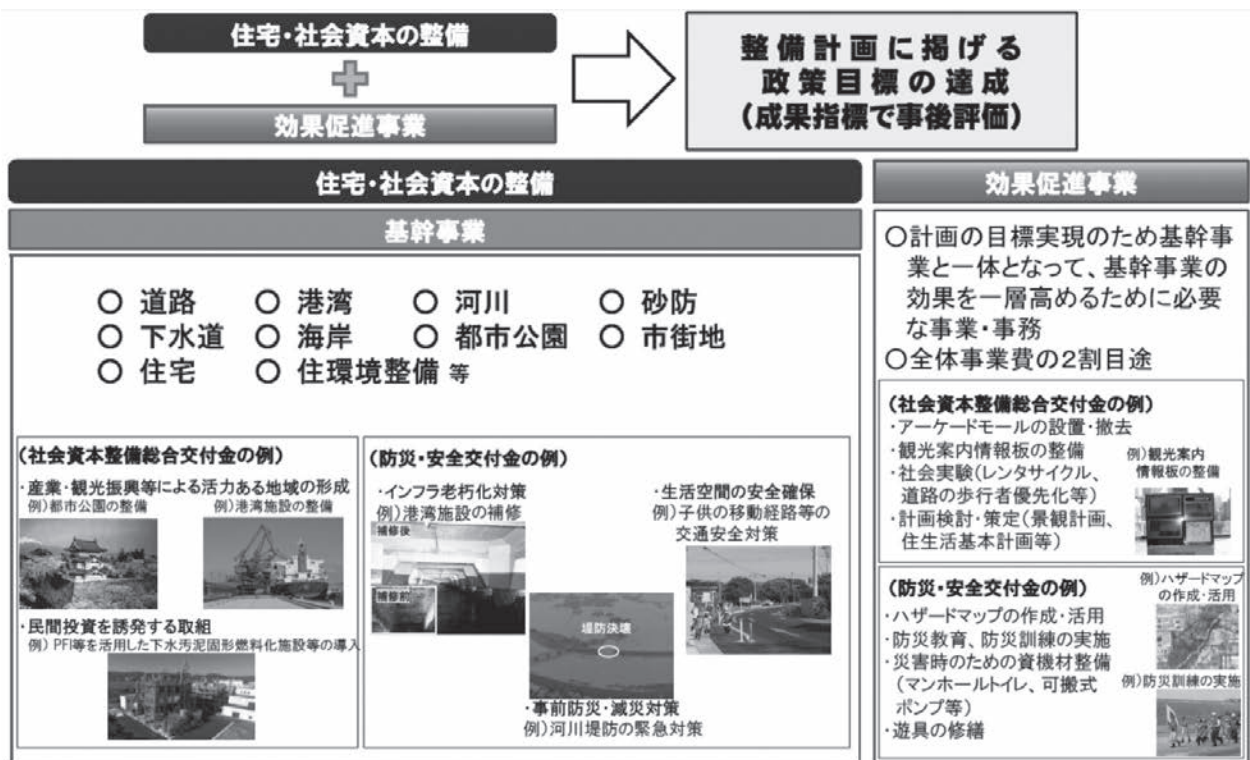 住宅・社会資本の整備
効果促進事業
整備計画に掲げる
政策目標の達成
(成果指標で事後評価)
住宅・社会資本の整備
基幹事業
○ 道路 ○ 港湾 ○ 河川 ○ 砂防
○ 下水道 ○ 海岸 ○ 都市公園 ○ 市街地
○ 住宅 ○ 住環境整備 等
(社会資本整備総合交付金の例)
・産業・観光振興等による活力ある地域の形成
例)都市公園の整備
例)港湾施設の整備
・民間投資を誘発する取組
例) PFI等を活用した下水汚泥固形燃料化施設等の導入
(防災・安全交付金の例)
・インフラ老朽化対策
例)港湾施設の補修
補修後
補修前
・生活空間の安全確保
例)子供の移動経路等の
交通安全対策
堤防決壊
・事前防災・減災対策
例)河川堤防の緊急対策
効果促進事業
○計画の目標実現のため基幹事
業と一体となって、基幹事業の
効果を一層高めるために必要
な事業・事務
○全体事業費の2割目途
(社会資本整備総合交付金の例)
・アーケードモールの設置・撤去
・観光案内情報板の整備
・社会実験(レンタサイクル、
道路の歩行者優先化等)
・計画検討・策定(景観計画、
住生活基本計画等)
例)観光案内
情報板の整備
(防災・安全交付金の例)
・ハザードマップの作成・活用
・防災教育、防災訓練の実施
・災害時のための資機材整備
(マンホールトイレ、可搬式
ポンプ等)
・遊具の修繕
例)ハザードマップ
の作成・活用
例)防災訓練の実施